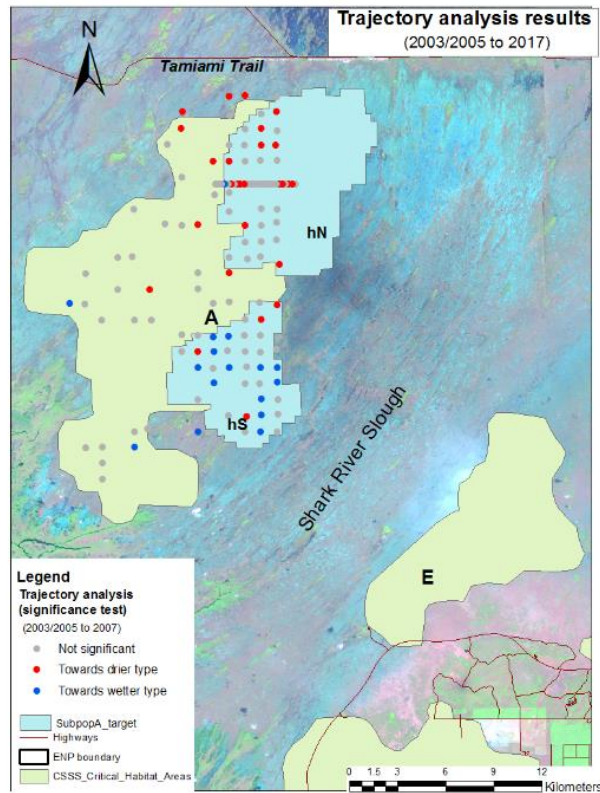 Trajectory analysis results
(2003/2005 to 2017)
N
Tamiami Trail
hN
A
hS
Shark River Slough
E
Legend
Trajectory analysis
(significance test)
(2003/2005 to 2007)
Not significant
Towards drier type
Towards wetter type
SubpopA_target
Highways
ENP boundary
CSSS_Critical_Habitat_Areas
0 1.5 3 6 9 12
Kilometers